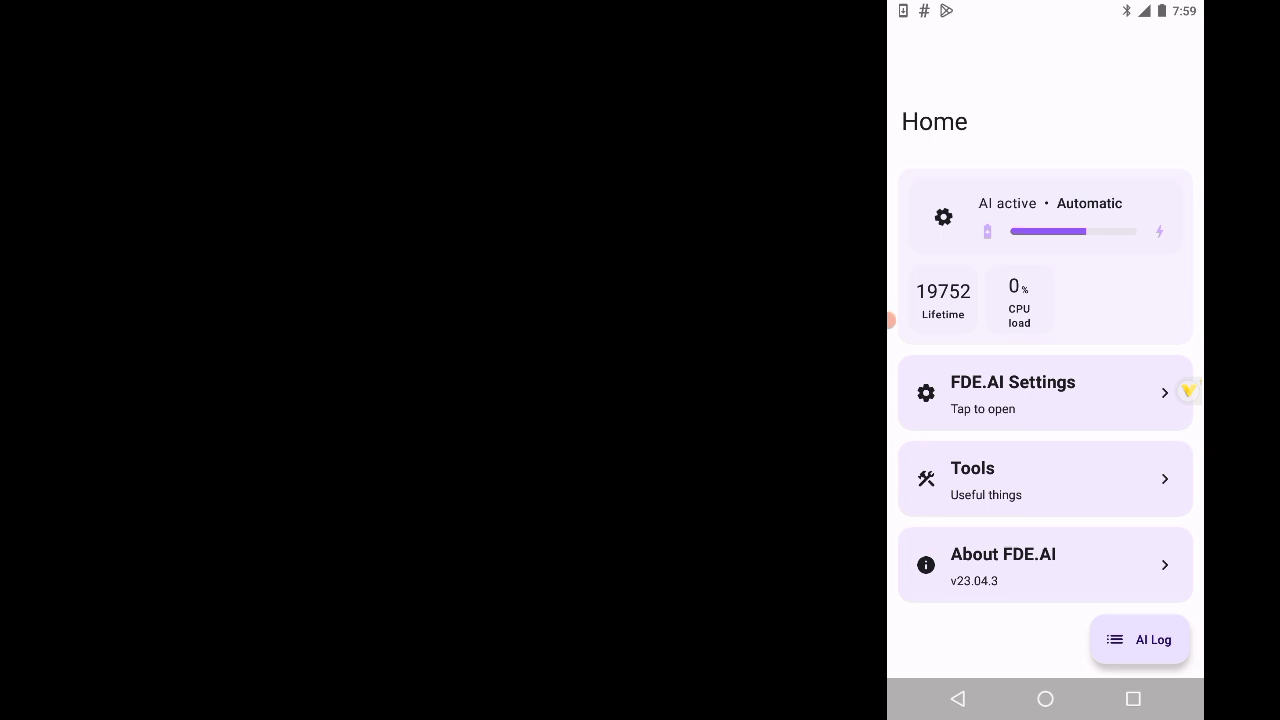 7:59
Home
AI active • Automatic
19752
Lifetime
0%
CPU
load
FDE.AI Settings
Tap to open
Tools
Useful things
About FDE.AI
v23.04.3
AI Log